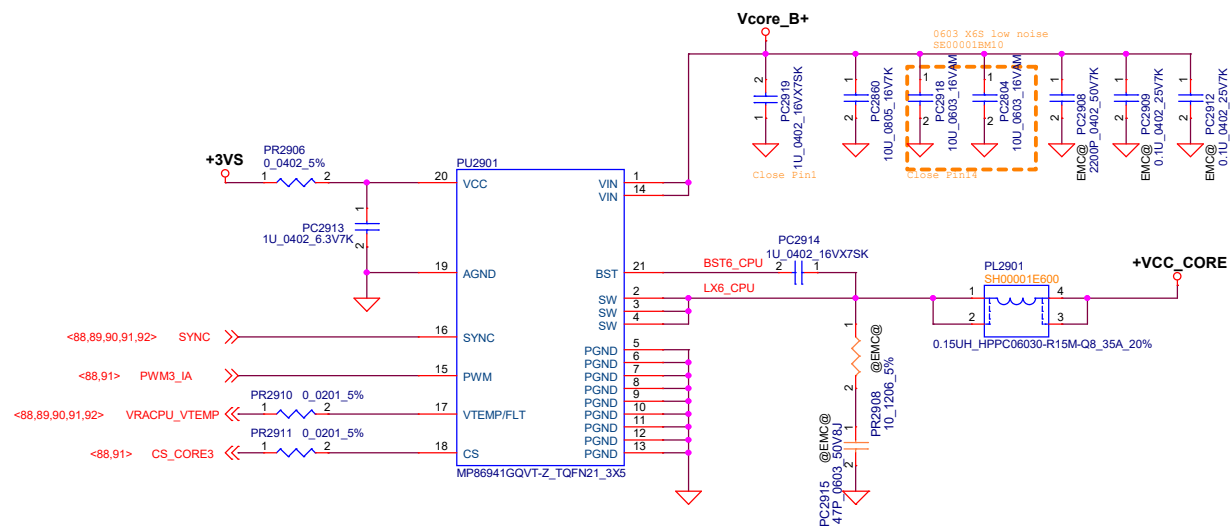 Vcore_B+
0603 X6S low noise
SE00001BM10
2
1
PC2919
1U_0402_16VX7SK
Close Pin1
1
2
PC2860
10U_0805_16V7K
1
2
PC2918
10U_0603_16VAM
1
2
PC2804
10U_0603_16VAM
Close Pin14
1
2
EMC@ PC2908
2200P_0402_50V7K
1
2
EMC@ PC2909
0.1U_0402_25V7K
1
2
EMC@ PC2912
0.1U_0402_25V7K
+3VS
PR2906
0_0402_5%
1 2
1
2
PC2913
1U_0402_6.3V7K
PU2901
20 VCC
19 AGND
16 SYNC
15 PWM
17 VTEMP/FLT
18 CS
VIN 1
VIN 14
BST 21
SW 2
SW 3
SW 4
PGND 5
PGND 6
PGND 7
PGND 8
PGND 9
PGND 10
PGND 11
PGND 12
PGND 13
MP86941GQVT-Z_TQFN21_3X5
<88,89,90,91,92> SYNC
<88,91> PWM3_IA
PR2910 0_0201_5%
<88,89,90,91,92> VRACPU_VTEMP
1 2
PR2911 0_0201_5%
<88,91> CS_CORE3
1 2
PC2914
1U_0402_16VX7SK
BST6_CPU
2 1
LX6_CPU
1
2
@EMC@
PR2908
10_1206_5%
1
2
PC2915 @EMC@
47P_0603_50V8J
PL2901
SH00001E600
1 4
2 3
0.15UH_HPPC06030-R15M-Q8_35A_20%
+VCC_CORE